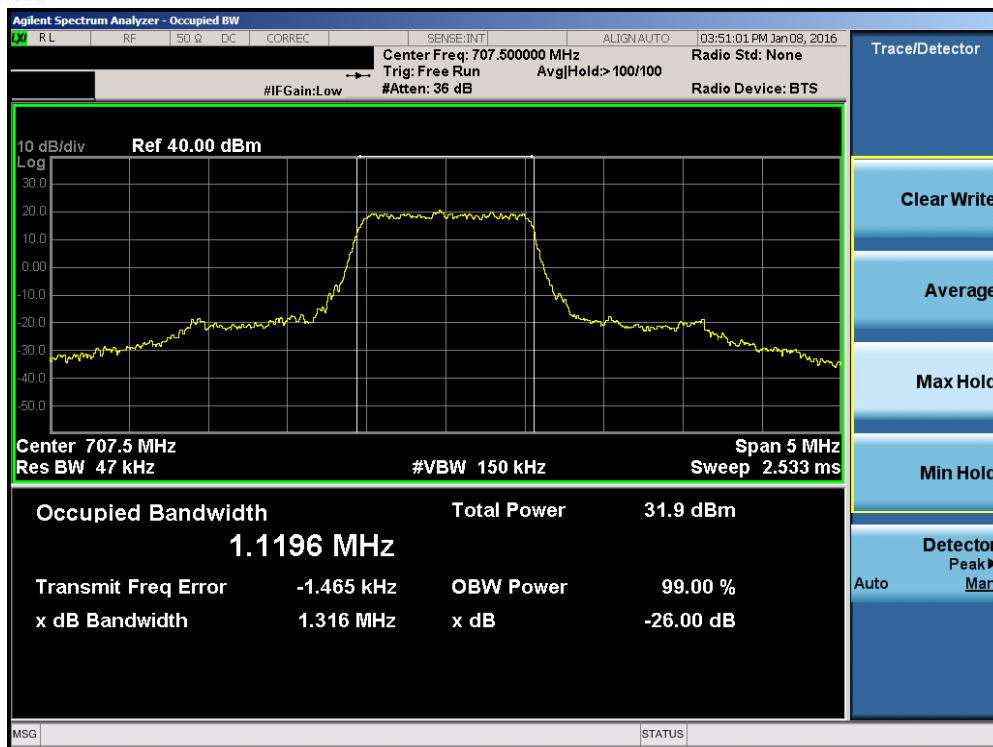 Agilent Spectrum Analyzer - Occupied BW
LXI RL RF 50 Ω DC CORREC SENSE:INT ALIGN AUTO 03:51:01 PM Jan 08, 2016
Center Freq: 707.500000 MHz Radio Std: None
Trig: Free Run Avg|Hold:>100/100
#IFGain:Low #Atten: 36 dB Radio Device: BTS
10 dB/div Ref 40.00 dBm
Log
30.0
20.0
10.0
0.00
-10.0
-20.0
-30.0
-40.0
-50.0
Center 707.5 MHz Span 5 MHz
Res BW 47 kHz #VBW 150 kHz Sweep 2.533 ms
Occupied Bandwidth Total Power 31.9 dBm
1.1196 MHz
Transmit Freq Error -1.465 kHz OBW Power 99.00 %
x dB Bandwidth 1.316 MHz x dB -26.00 dB
MSG STATUS
Trace/Detector
Clear Write
Average
Max Hold
Min Hold
Detector
Peak
Auto Man